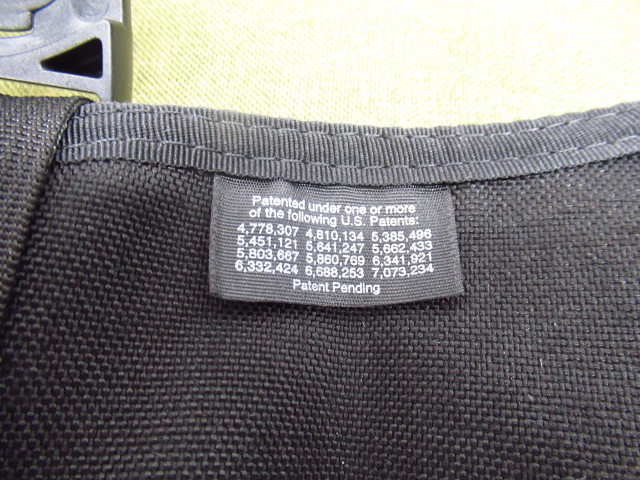 Patented under one or more
of the following U.S. Patents:
4,778,307 4,810,134 5,385,496
5,451,121 5,641,247 5,662,433
5,803,667 5,860,769 6,341,921
6,332,424 6,688,253 7,073,234
Patent Pending